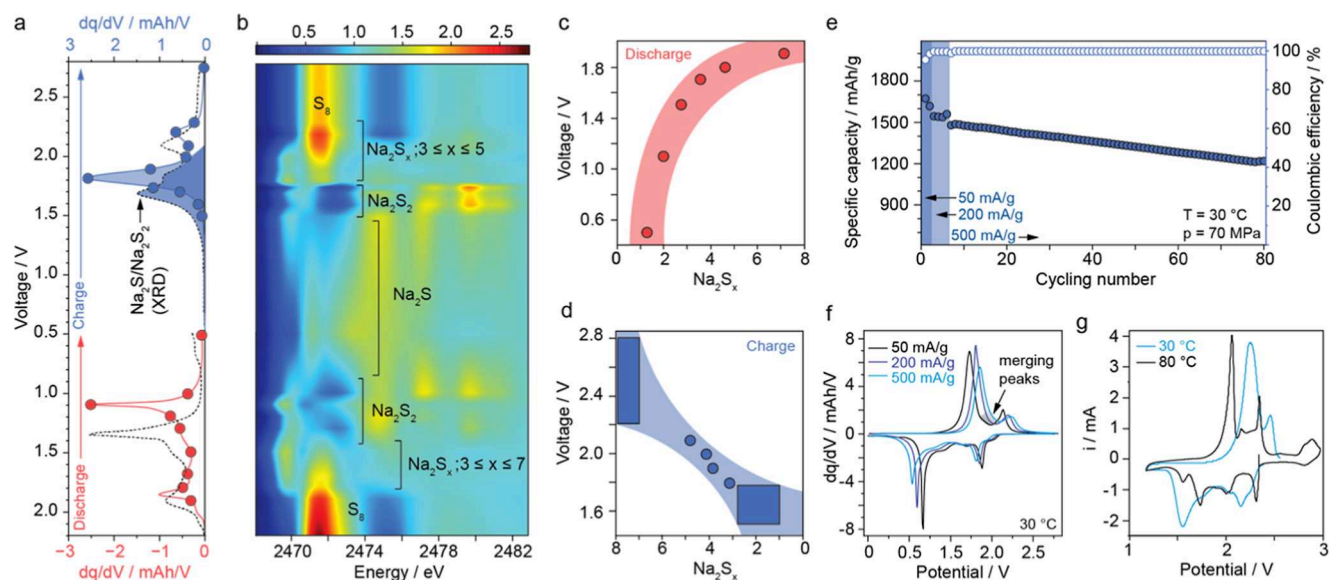 a
dq/dV / mAh/V
3 2 1 0
Voltage / V
2.5
2.0
1.5
1.0
0.5
1.0
1.5
2.0
Charge
Discharge
Na₂S/Na₂S₂
(XRD)
−3 −2 −1 0
dq/dV / mAh/V
b
0.5 1.0 1.5 2.0 2.5
S₈
Na₂Sₓ ;3 ≤ x ≤ 5
Na₂S₂
Na₂S
Na₂S₂
Na₂Sₓ ;3 ≤ x ≤ 7
S₈
2470 2474 2478 2482
Energy / eV
c
Discharge
Voltage / V
1.8
1.4
1.0
0.6
0 2 4 6 8
Na₂Sₓ
d
Charge
Voltage / V
2.8
2.4
2.0
1.6
8 6 4 2 0
Na₂Sₓ
e
Specific capacity / mAh/g
1800
1500
1200
900
50 mA/g
200 mA/g
500 mA/g
T = 30 °C
p = 70 MPa
100
80
60
40
20
Coulombic efficiency / %
0 20 40 60 80
Cycling number
f
50 mA/g
200 mA/g
500 mA/g
merging
peaks
dq/dV / mAh/V
8
4
0
-4
-8
30 °C
0 0.5 1.0 1.5 2.0 2.5
Potential / V
g
30 °C
80 °C
i / mA
4
3
2
1
0
-1
-2
1 2 3
Potential / V